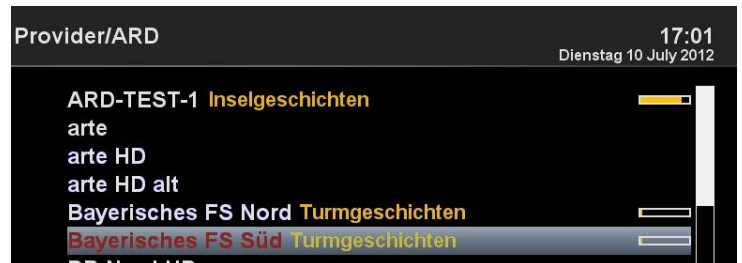 Provider/ARD
17:01
Dienstag 10 July 2012
ARD-TEST-1 Inselgeschichten
arte
arte HD
arte HD alt
Bayerisches FS Nord Turmgeschichten
Bayerisches FS Süd Turmgeschichten